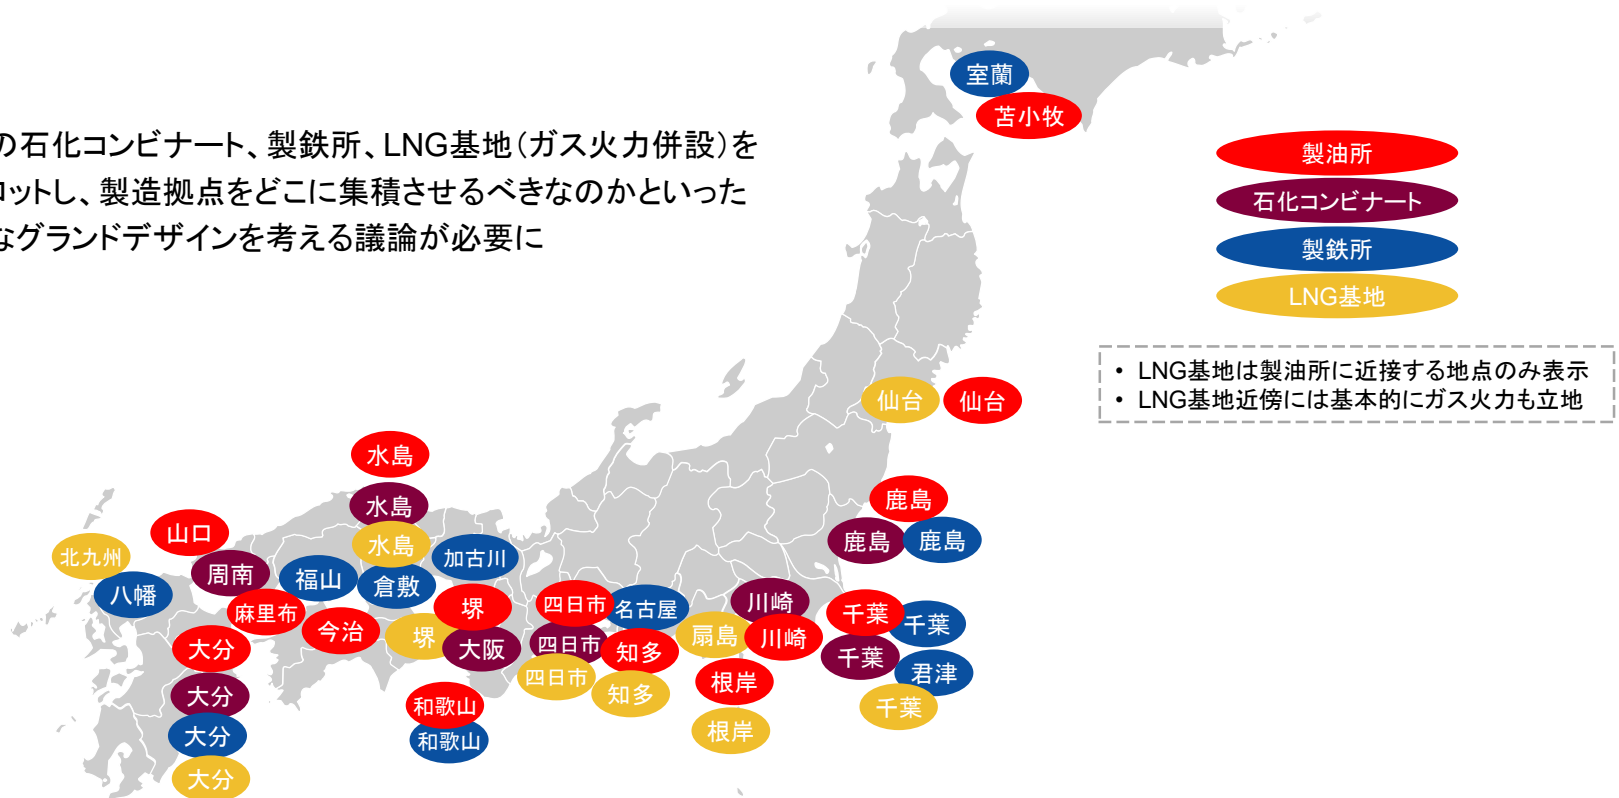 の石化コンビナート、製鉄所、LNG基地（ガス火力併設）を
ロットし、製造拠点をどこに集積させるべきなのかといった
なグランドデザインを考える議論が必要に
室蘭
苫小牧
製油所
石化コンビナート
製鉄所
LNG基地
• LNG基地は製油所に近接する地点のみ表示
• LNG基地近傍には基本的にガス火力も立地
仙台
仙台
水島
水島
水島
倉敷
鹿島
鹿島
鹿島
山口
北九州
八幡
周南
麻里布
福山
今治
加古川
堺
堺
大阪
四日市
四日市
四日市
名古屋
知多
知多
川崎
扇島
川崎
根岸
根岸
千葉
千葉
千葉
君津
千葉
和歌山
和歌山
大分
大分
大分
大分